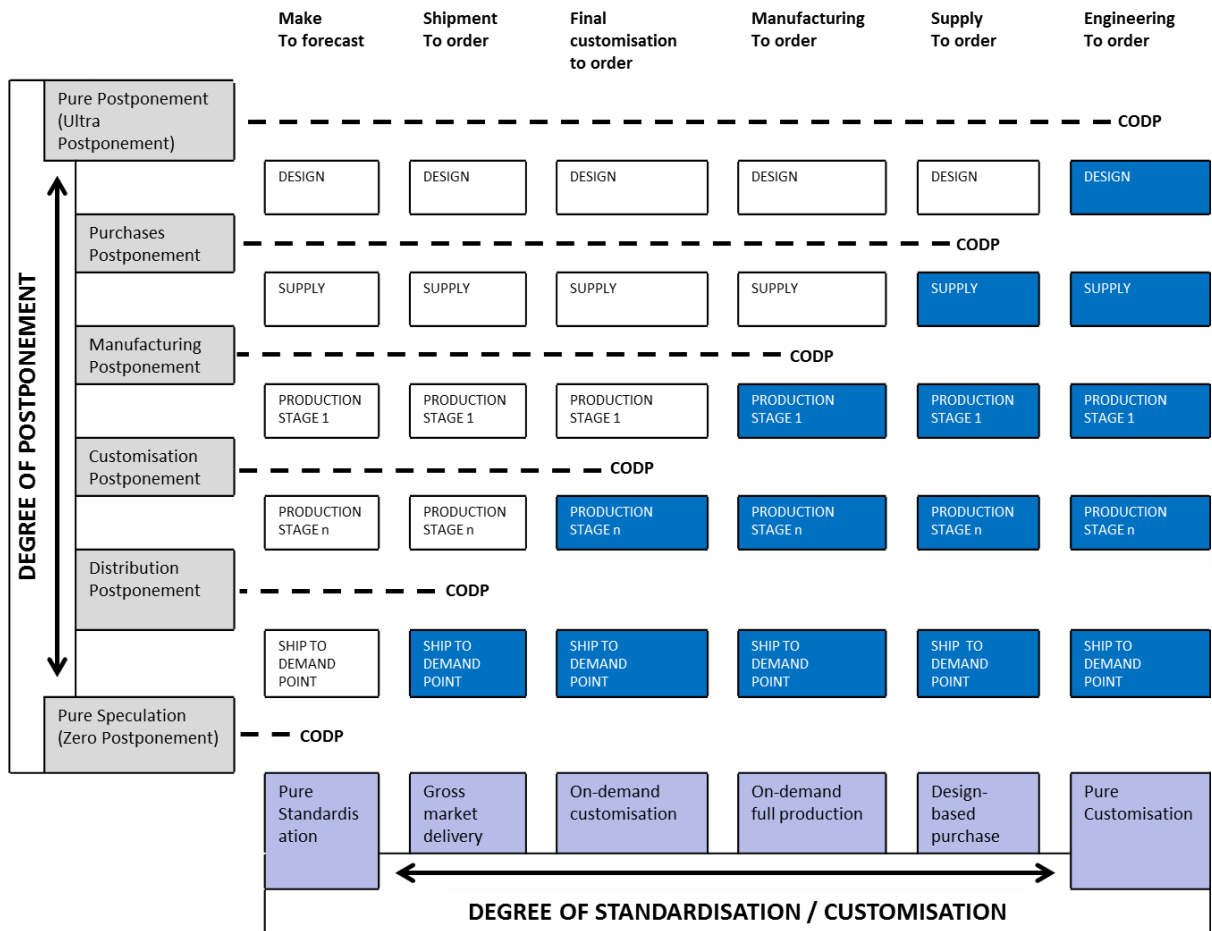 Make
To forecast
Shipment
To order
Final
customisation
to order
Manufacturing
To order
Supply
To order
Engineering
To order
DEGREE OF POSTPONEMENT
Pure Postponement
(Ultra
Postponement)
CODP
DESIGN
DESIGN
DESIGN
DESIGN
DESIGN
DESIGN
Purchases
Postponement
CODP
SUPPLY
SUPPLY
SUPPLY
SUPPLY
SUPPLY
SUPPLY
Manufacturing
Postponement
CODP
PRODUCTION
STAGE 1
PRODUCTION
STAGE 1
PRODUCTION
STAGE 1
PRODUCTION
STAGE 1
PRODUCTION
STAGE 1
PRODUCTION
STAGE 1
Customisation
Postponement
CODP
PRODUCTION
STAGE n
PRODUCTION
STAGE n
PRODUCTION
STAGE n
PRODUCTION
STAGE n
PRODUCTION
STAGE n
PRODUCTION
STAGE n
Distribution
Postponement
CODP
SHIP TO
DEMAND
POINT
SHIP TO
DEMAND
POINT
SHIP TO
DEMAND
POINT
SHIP TO
DEMAND
POINT
SHIP TO
DEMAND
POINT
SHIP TO
DEMAND
POINT
Pure Speculation
(Zero Postponement)
CODP
Pure
Standardis
ation
Gross
market
delivery
On-demand
customisation
On-demand
full production
Design-
based
purchase
Pure
Customisation
DEGREE OF STANDARDISATION / CUSTOMISATION